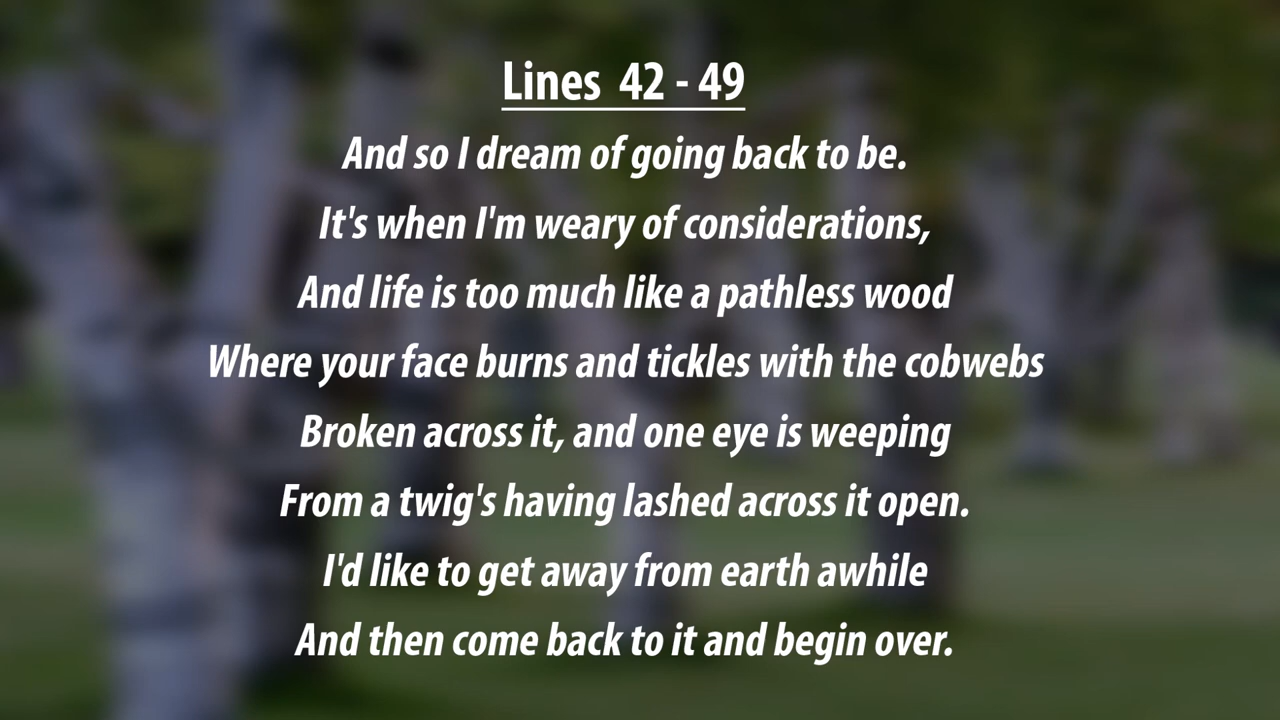 Lines 42 - 49
And so I dream of going back to be.
It's when I'm weary of considerations,
And life is too much like a pathless wood
Where your face burns and tickles with the cobwebs
Broken across it, and one eye is weeping
From a twig's having lashed across it open.
I'd like to get away from earth awhile
And then come back to it and begin over.